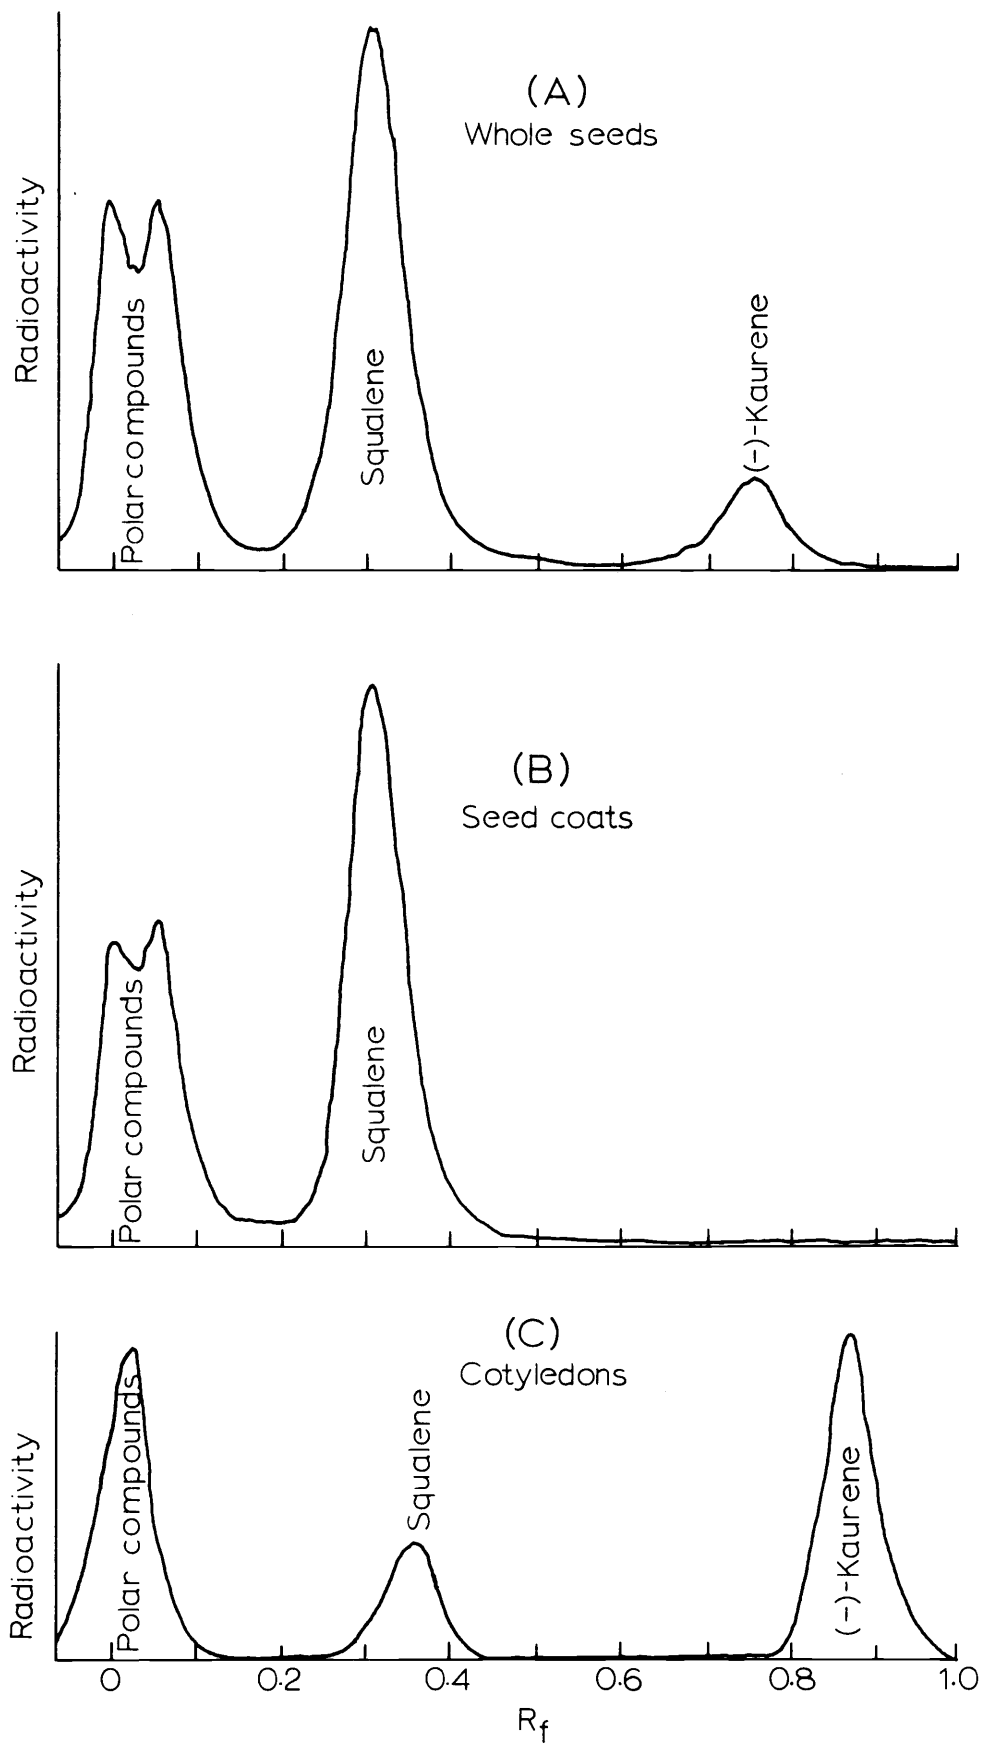 (A)
Whole seeds
Radioactivity
Polar compounds
Squalene
(-)-Kaurene
(B)
Seed coats
Radioactivity
Polar compounds
Squalene
(C)
Cotyledons
Radioactivity
Polar compounds
Squalene
(-)-Kaurene
0 0.2 0.4 0.6 0.8 1.0
Rf